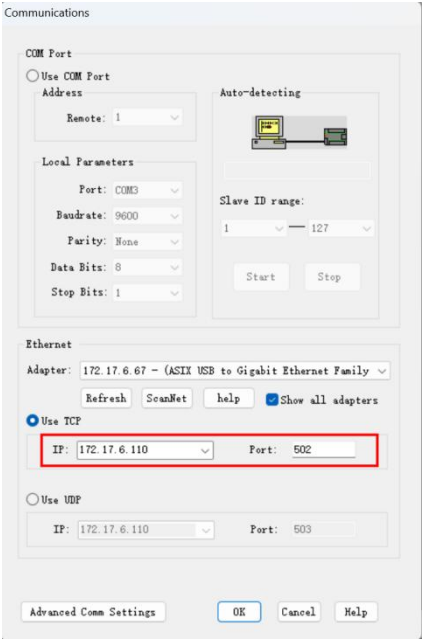 Communications
COM Port
Use COM Port
Address
Remote: 1
Auto-detecting
Local Parameters
Port: COM3
Baudrate: 9600
Parity: None
Data Bits: 8
Stop Bits: 1
Slave ID range:
1 — 127
Start Stop
Ethernet
Adapter: 172.17.6.67 - (ASIX USB to Gigabit Ethernet Family
Refresh ScanNet help Show all adapters
Use TCP
IP: 172.17.6.110 Port: 502
Use UDP
IP: 172.17.6.110 Port: 503
Advanced Comm Settings OK Cancel Help